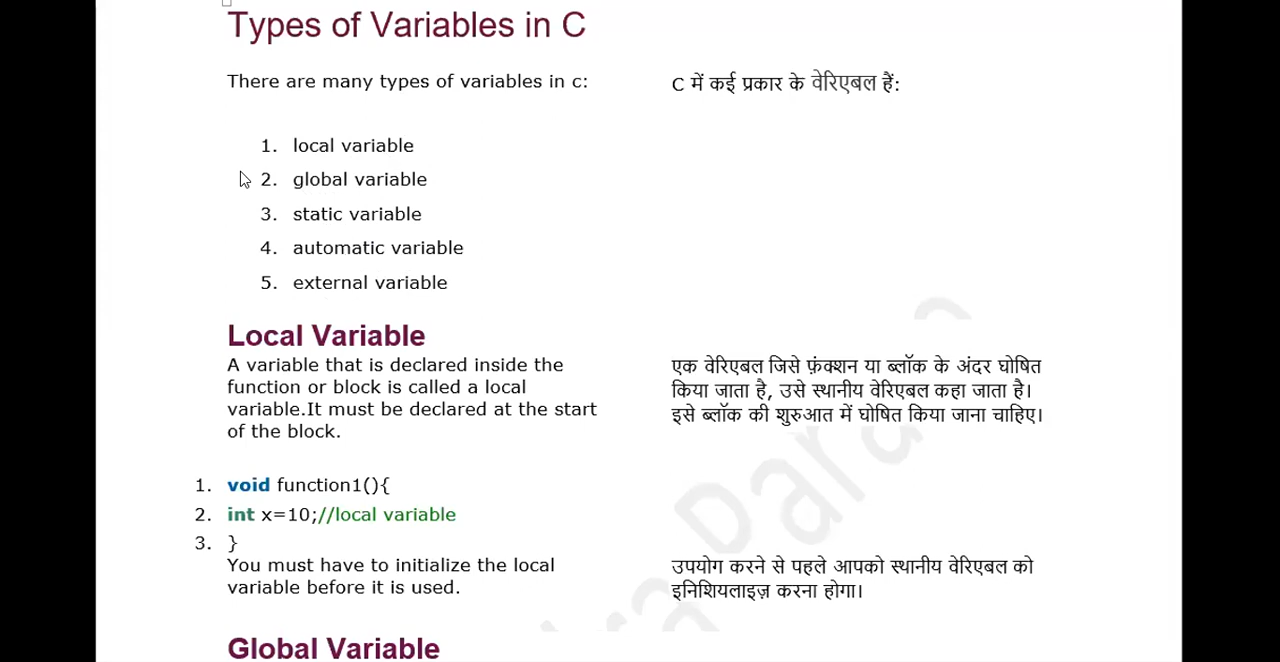 Types of Variables in C
There are many types of variables in c:
C में कई प्रकार के वेरिएबल हैं:
1. local variable
2. global variable
3. static variable
4. automatic variable
5. external variable
Local Variable
A variable that is declared inside the
function or block is called a local
variable.It must be declared at the start
of the block.
एक वेरिएबल जिसे फ़ंक्शन या ब्लॉक के अंदर घोषित
किया जाता है, उसे स्थानीय वेरिएबल कहा जाता है।
इसे ब्लॉक की शुरुआत में घोषित किया जाना चाहिए।
1. void function1(){
2. int x=10;//local variable
3. }
You must have to initialize the local
variable before it is used.
उपयोग करने से पहले आपको स्थानीय वेरिएबल को
इनिशियलाइज़ करना होगा।
Global Variable